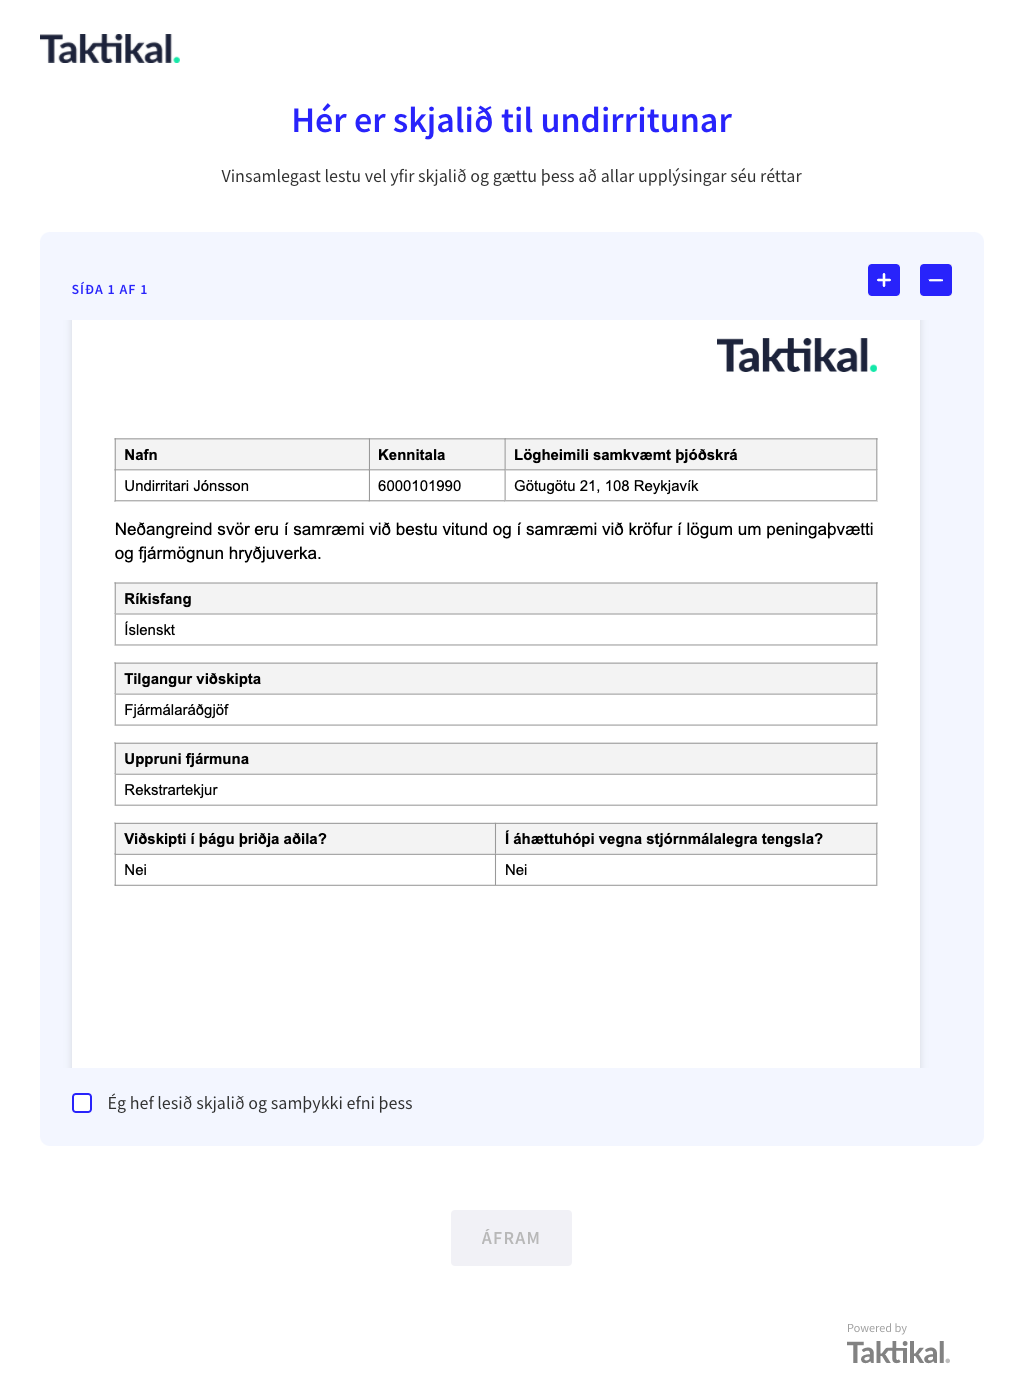 Taktikal.
Hér er skjalið til undirritunar
Vinsamlegast lestu vel yfir skjalið og gættu þess að allar upplýsingar séu réttar
SÍÐA 1 AF 1
+ −
Taktikal.
Nafn Kennitala Lögheimili samkvæmt þjóðskrá
Undirritari Jónsson 6000101990 Götugötu 21, 108 Reykjavík
Neðangreind svör eru í samræmi við bestu vitund og í samræmi við kröfur í lögum um peningaþvætti
og fjármögnun hryðjuverka.
Ríkisfang
Íslenskt
Tilgangur viðskipta
Fjármálaráðgjöf
Uppruni fjármuna
Rekstrartekjur
Viðskipti í þágu þriðja aðila? Í áhættuhópi vegna stjórnmálalegra tengsla?
Nei Nei
Ég hef lesið skjalið og samþykki efni þess
ÁFRAM
Powered by
Taktikal.